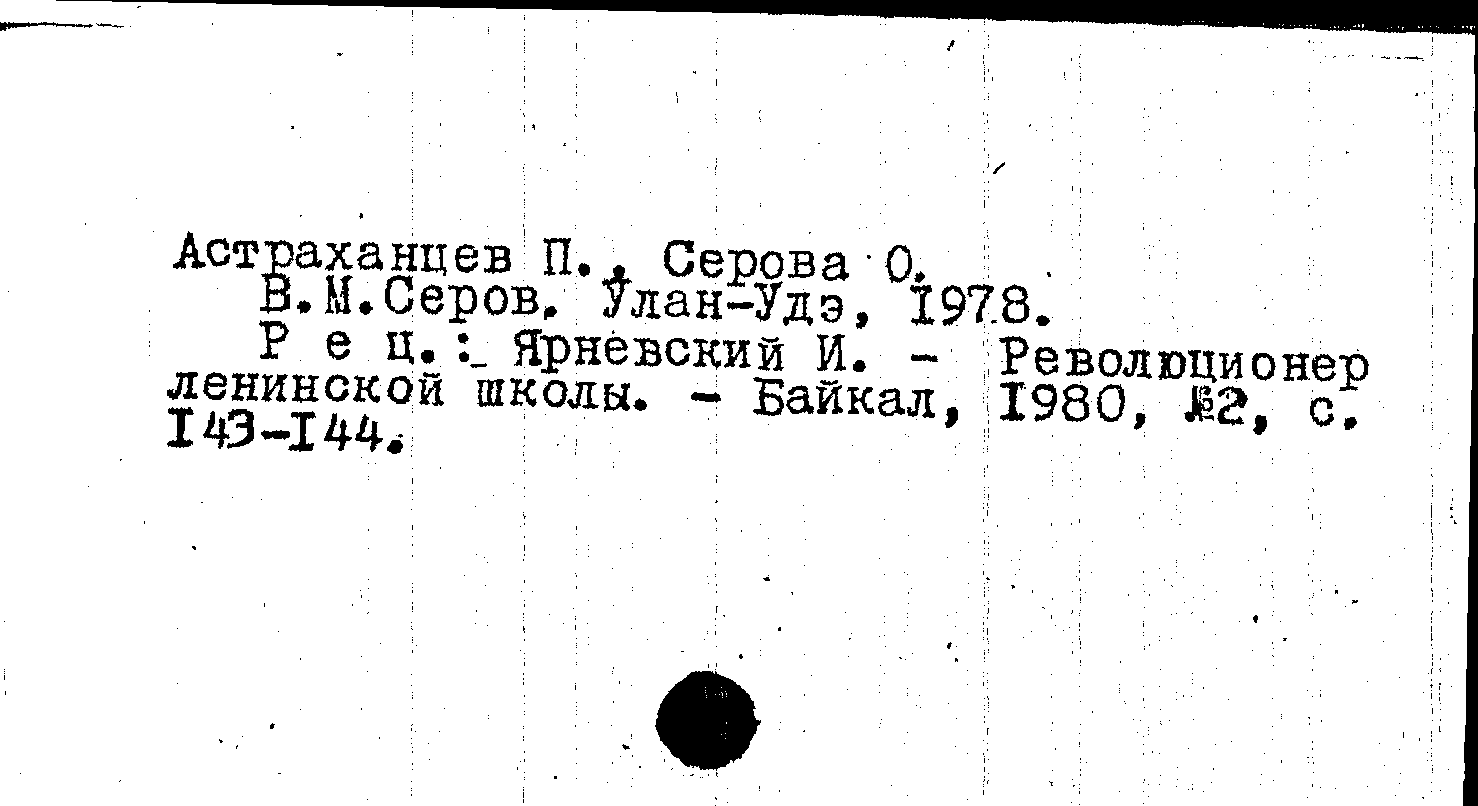 Астраханцев П., Серова О.
В.М.Серов. Улан-Удэ, 1978.
Р е ц.: Ярневский И. – Революционер
ленинской школы. – Байкал, 1980, №2, с.
143-144.